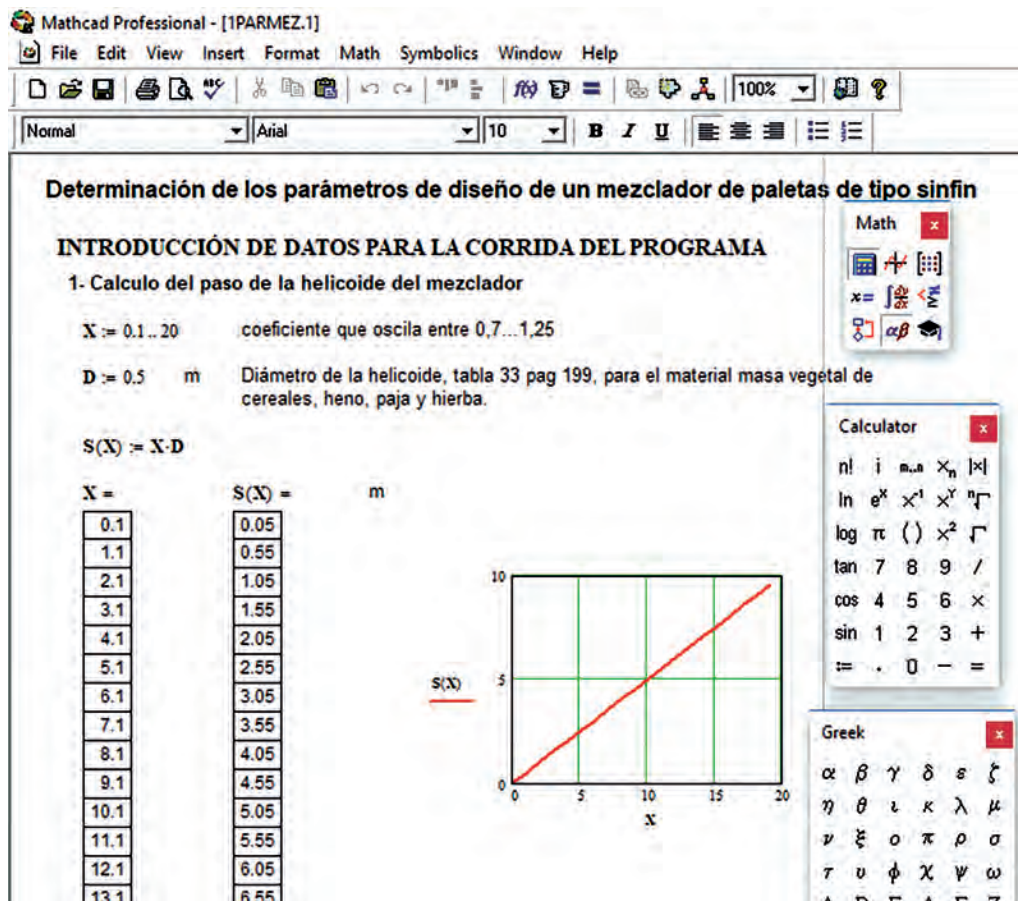 Mathcad Professional - [1PARMEZ.1]
File Edit View Insert Format Math Symbolics Window Help
100%
Normal Arial 10 B I U
Determinación de los parámetros de diseño de un mezclador de paletas de tipo sinfin
INTRODUCCIÓN DE DATOS PARA LA CORRIDA DEL PROGRAMA
1- Calculo del paso de la helicoide del mezclador
X := 0.1 .. 20 coeficiente que oscila entre 0,7...1,25
D := 0.5 m Diámetro de la helicoide, tabla 33 pag 199, para el material masa vegetal de
cereales, heno, paja y hierba.
S(X) := X·D
X = S(X) = m
0.1 0.05
1.1 0.55
2.1 1.05
3.1 1.55
4.1 2.05
5.1 2.55
6.1 3.05
7.1 3.55
8.1 4.05
9.1 4.55
10.1 5.05
11.1 5.55
12.1 6.05
13.1 6.55
10
S(X) 5
0
0 5 10 15 20
X
Math x
x=
αβ
Calculator x
n! i m..n ×n |×|
ln eˣ ×⁻¹ ×ʸ ⁿ√
log π ( ) ×² √
tan 7 8 9 /
cos 4 5 6 ×
sin 1 2 3 +
:= . 0 − =
Greek x
α β γ δ ε ζ
η θ ι κ λ μ
ν ξ ο π ρ σ
τ υ φ χ ψ ω